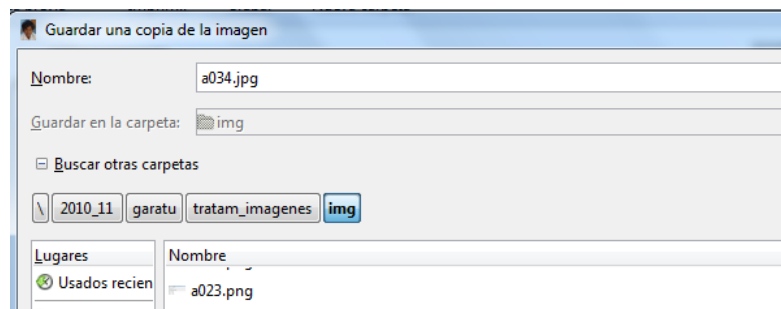 Guardar una copia de la imagen
Nombre: a034.jpg
Guardar en la carpeta: img
Buscar otras carpetas
\ 2010_11 garatu tratam_imagenes img
Lugares Nombre
Usados recien
a023.png